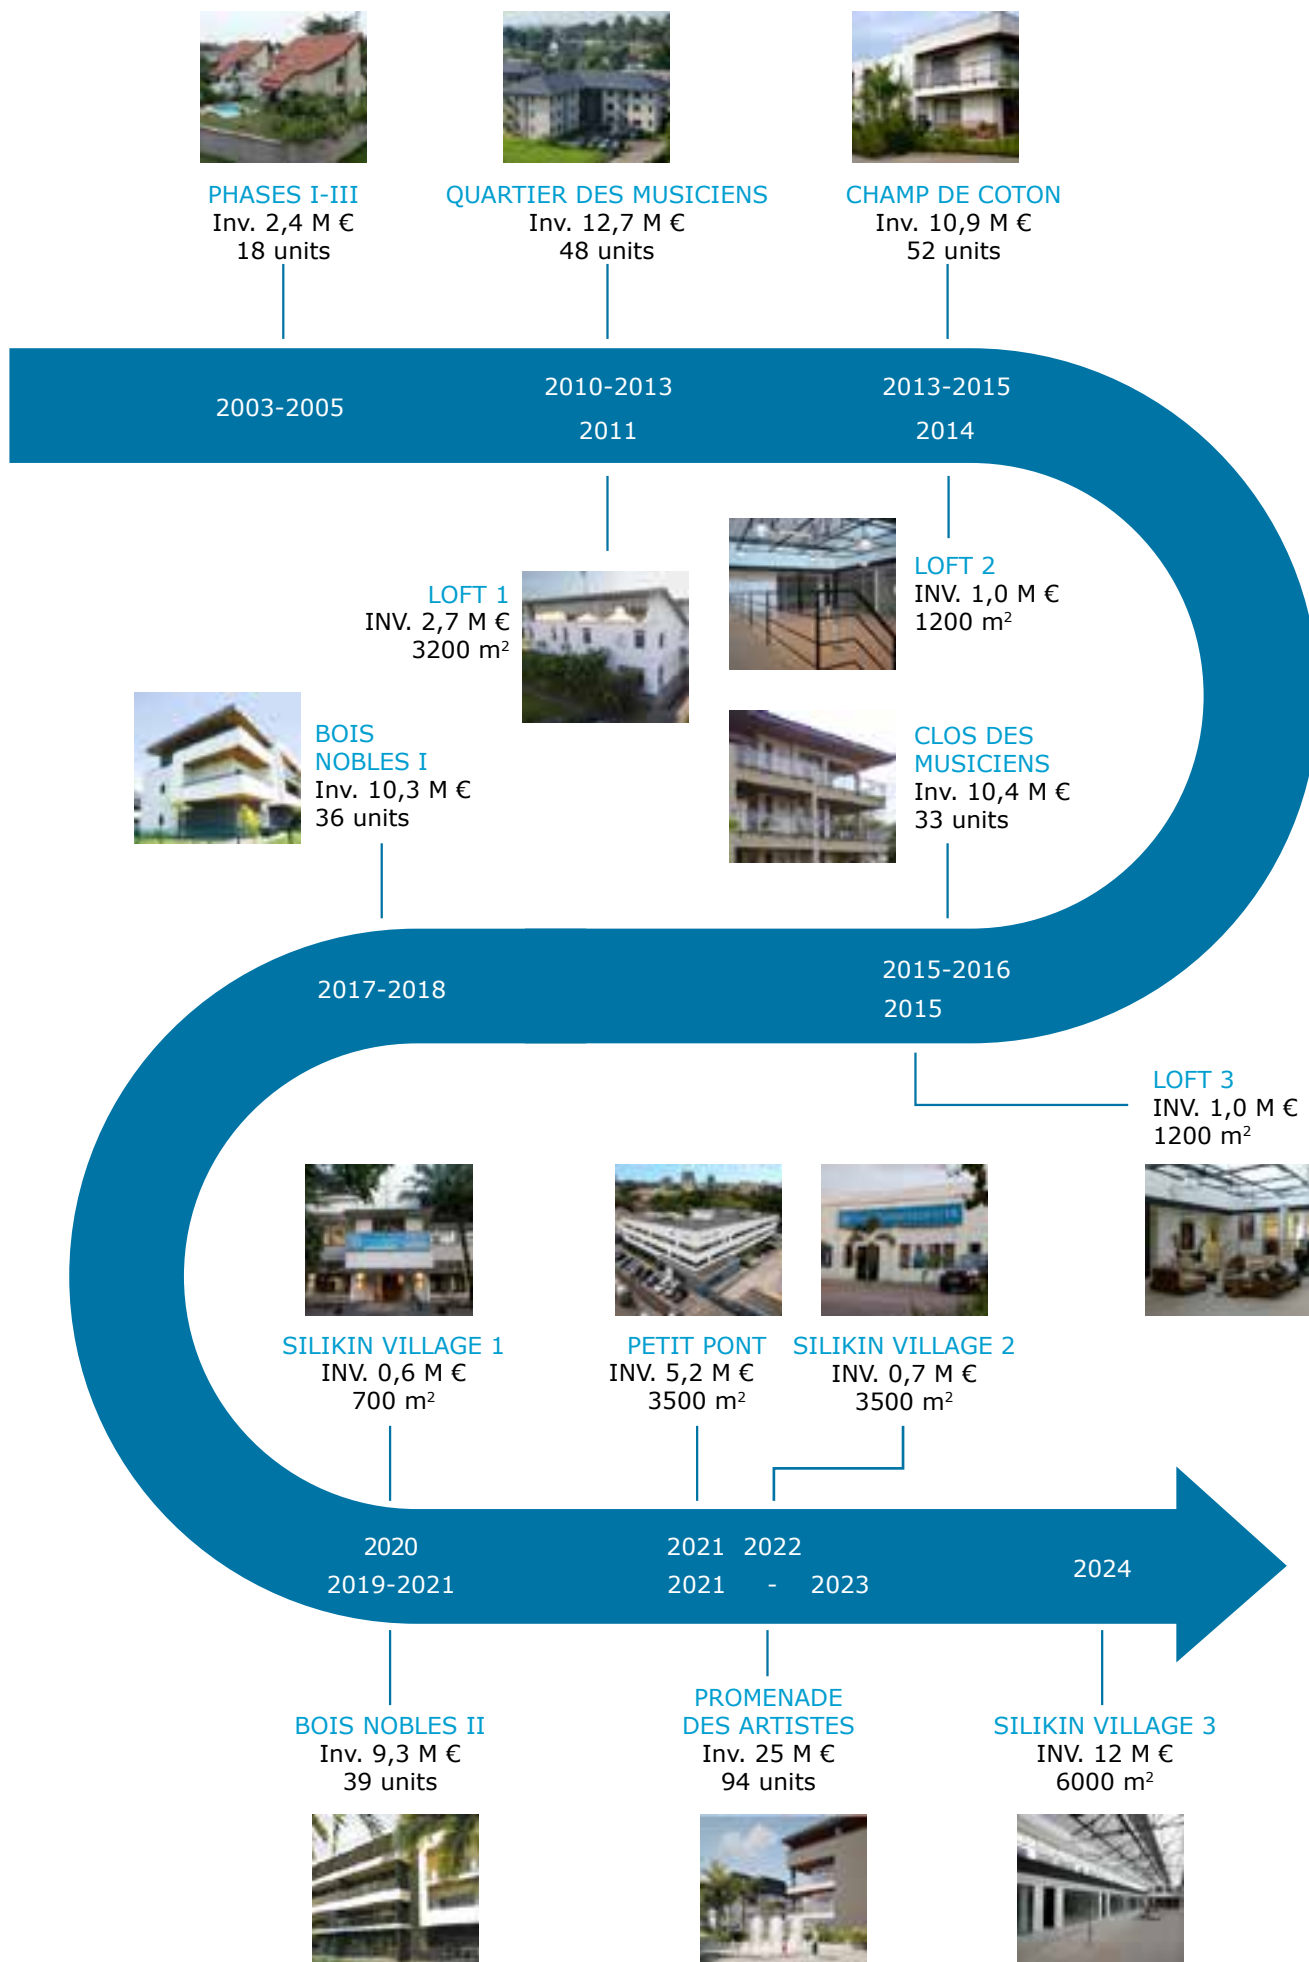 PHASES I-III
Inv. 2,4 M €
18 units
QUARTIER DES MUSICIENS
Inv. 12,7 M €
48 units
CHAMP DE COTON
Inv. 10,9 M €
52 units
2003-2005
2010-2013
2011
2013-2015
2014
LOFT 1
INV. 2,7 M €
3200 m²
LOFT 2
INV. 1,0 M €
1200 m²
BOIS
NOBLES I
Inv. 10,3 M €
36 units
CLOS DES
MUSICIENS
Inv. 10,4 M €
33 units
2017-2018
2015-2016
2015
LOFT 3
INV. 1,0 M €
1200 m²
SILIKIN VILLAGE 1
INV. 0,6 M €
700 m²
PETIT PONT
INV. 5,2 M €
3500 m²
SILIKIN VILLAGE 2
INV. 0,7 M €
3500 m²
2020
2019-2021
2021 2022
2021 - 2023
2024
BOIS NOBLES II
Inv. 9,3 M €
39 units
PROMENADE
DES ARTISTES
Inv. 25 M €
94 units
SILIKIN VILLAGE 3
INV. 12 M €
6000 m²